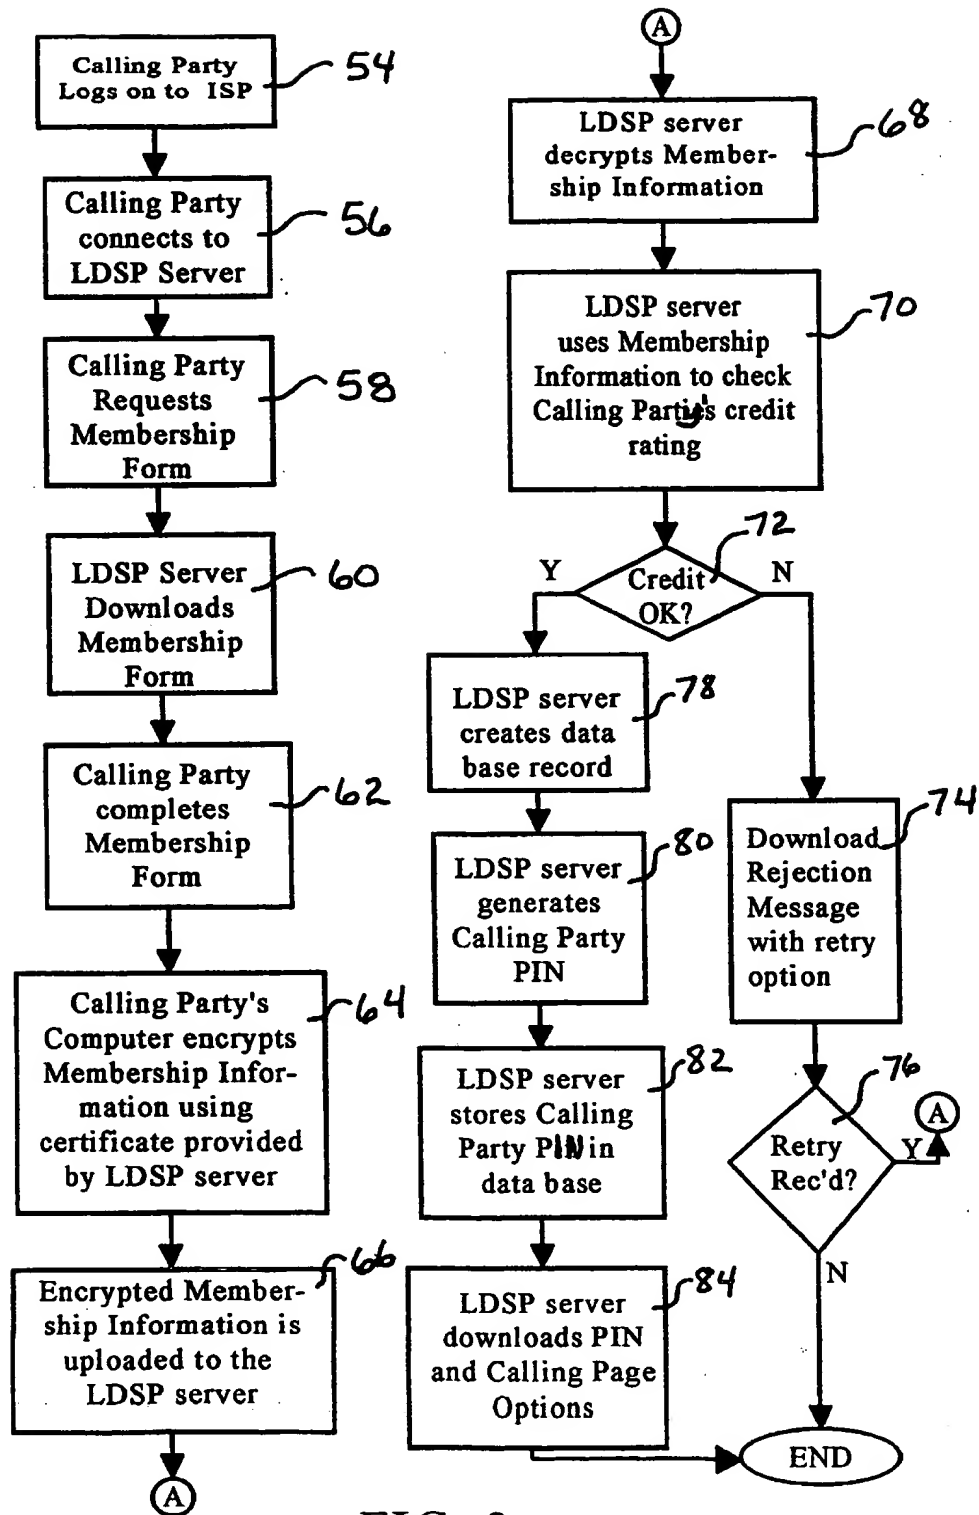 Calling Party
Logs on to ISP
54
Calling Party
connects to
LDSP Server
56
Calling Party
Requests
Membership
Form
58
LDSP Server
Downloads
Membership
Form
60
Calling Party
completes
Membership
Form
62
Calling Party's
Computer encrypts
Membership Infor-
mation using
certificate provided
by LDSP server
64
Encrypted Member-
ship Information is
uploaded to the
LDSP server
66
A
A
LDSP server
decrypts Member-
ship Information
68
LDSP server
uses Membership
Information to check
Calling Party's credit
rating
70
Credit
OK?
72
Y
N
LDSP server
creates data
base record
78
LDSP server
generates
Calling Party
PIN
80
LDSP server
stores Calling
Party PIN in
data base
82
LDSP server
downloads PIN
and Calling Page
Options
84
Download
Rejection
Message
with retry
option
74
Retry
Rec'd?
76
Y
A
N
END